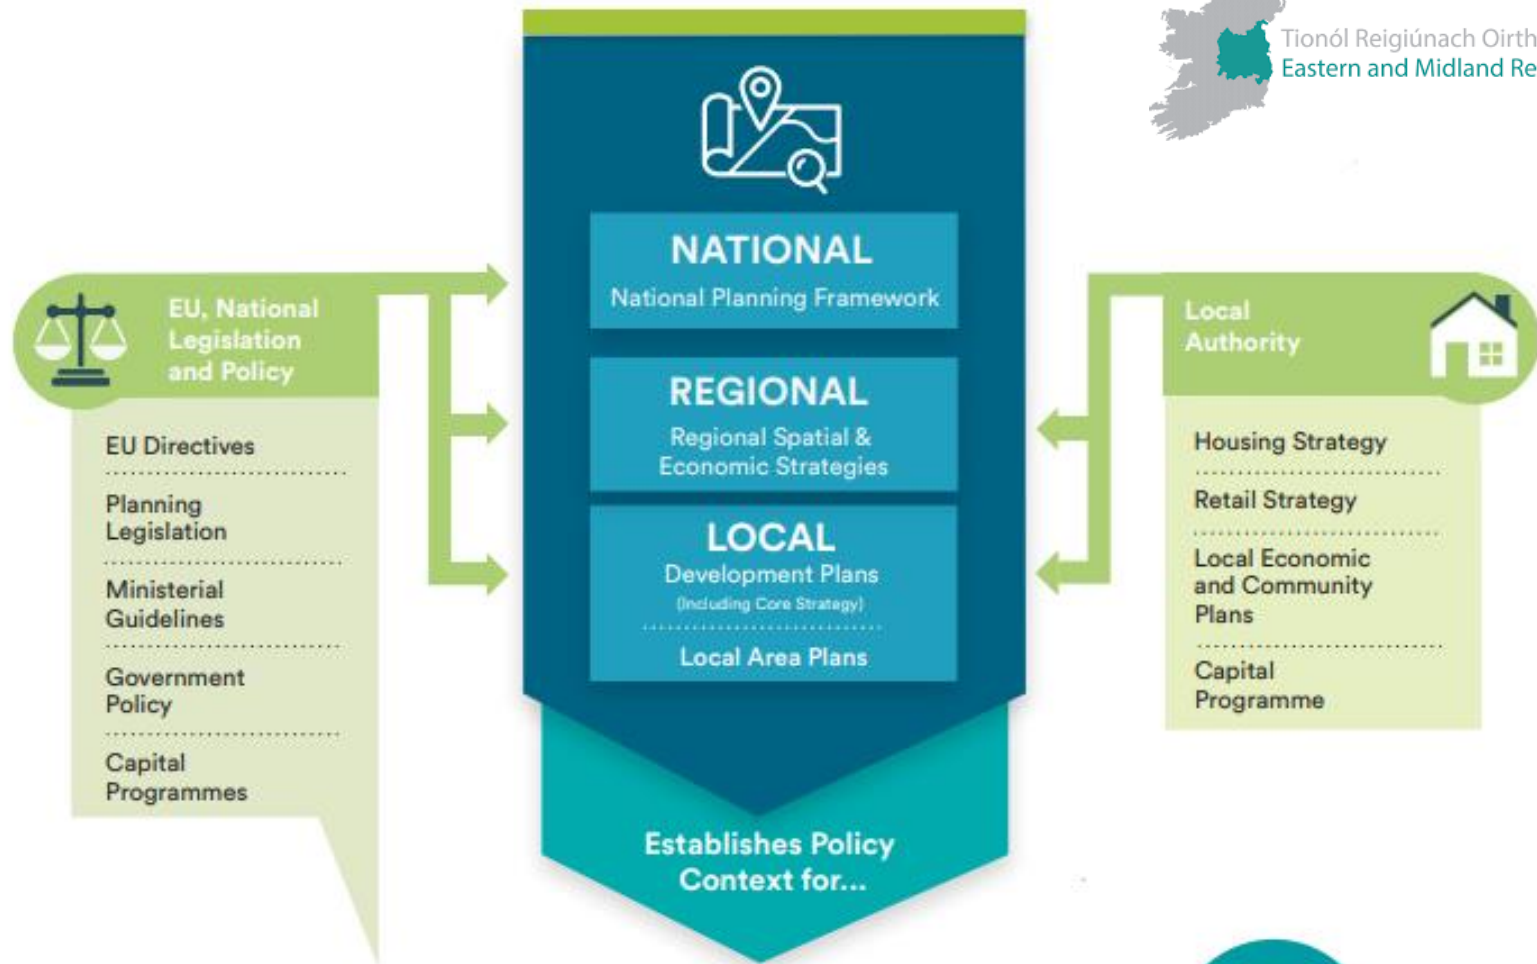 Tionól Reigiúnach
Eastern and Midland
NATIONAL
National Planning Framework
REGIONAL
Regional Spatial &
Economic Strategies
LOCAL
Development Plans
(Including Core Strategy)
Local Area Plans
Establishes Policy
Context for...
EU, National
Legislation
and Policy
EU Directives
Planning
Legislation
Ministerial
Guidelines
Government
Policy
Capital
Programmes
Local
Authority
Housing Strategy
Retail Strategy
Local Economic
and Community
Plans
Capital
Programme